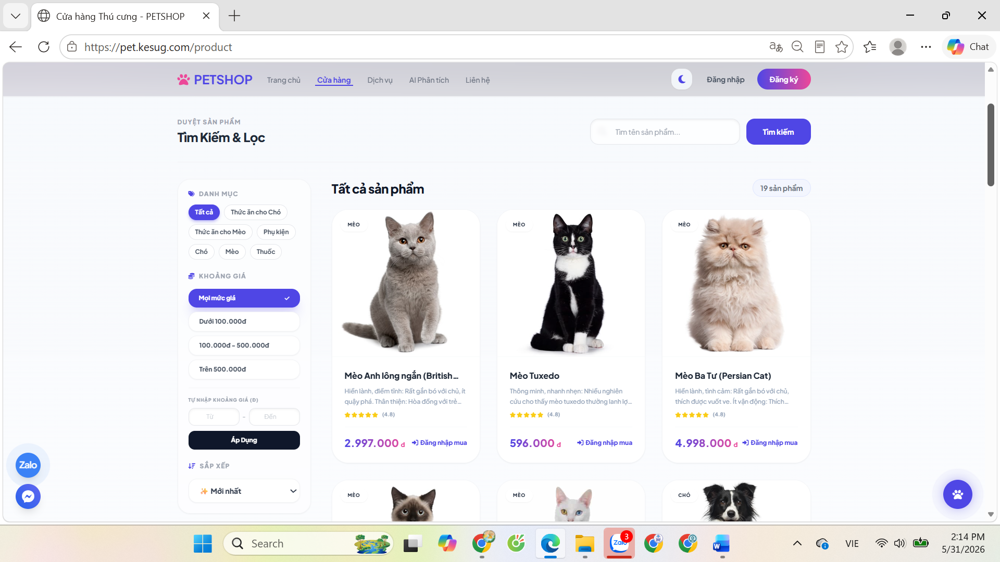 Cửa hàng Thú cưng - PETSHOP
https://pet.kesug.com/product
Chat
PETSHOP
Trang chủ
Cửa hàng
Dịch vụ
AI Phân tích
Liên hệ
Đăng nhập
Đăng ký
DUYỆT SẢN PHẨM
Tìm Kiếm & Lọc
Tìm tên sản phẩm...
Tìm kiếm
DANH MỤC
Tất cả
Thức ăn cho Chó
Thức ăn cho Mèo
Phụ kiện
Chó
Mèo
Thuốc
KHOẢNG GIÁ
Mọi mức giá
Dưới 100.000đ
100.000đ - 500.000đ
Trên 500.000đ
TỰ NHẬP KHOẢNG GIÁ (Đ)
Từ
-
Đến
Áp Dụng
SẮP XẾP
✨ Mới nhất
Tất cả sản phẩm
19 sản phẩm
MÈO
Mèo Anh lông ngắn (British...
Hiền lành, điềm tĩnh: Rất gắn bó với chủ, ít
quậy phá. Thân thiện: Hòa đồng với trẻ...
(4.8)
2.997.000 đ
Đăng nhập mua
MÈO
Mèo Tuxedo
Thông minh, nhanh nhẹn: Nhiều nghiên
cứu cho thấy mèo tuxedo thường lanh lợ...
(4.8)
596.000 đ
Đăng nhập mua
MÈO
Mèo Ba Tư (Persian Cat)
Hiền lành, tình cảm: Rất gắn bó với chủ,
thích được vuốt ve. Ít vận động: Thích...
(4.8)
4.998.000 đ
Đăng nhập mua
MÈO
MÈO
CHÓ
Zalo
Search
Zalo
3
W
VIE
2:14 PM
5/31/2026